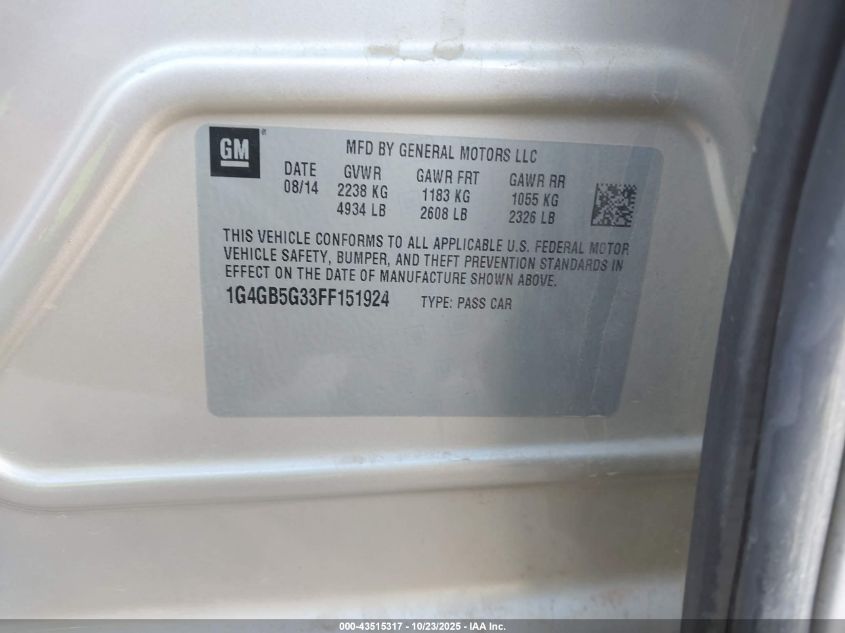 GM
MFD BY GENERAL MOTORS LLC
DATE GVWR GAWR FRT GAWR RR
08/14 2238 KG 1183 KG 1055 KG
4934 LB 2608 LB 2326 LB
THIS VEHICLE CONFORMS TO ALL APPLICABLE U.S. FEDERAL MOTOR
VEHICLE SAFETY, BUMPER, AND THEFT PREVENTION STANDARDS IN
EFFECT ON THE DATE OF MANUFACTURE SHOWN ABOVE.
1G4GB5G33FF151924 TYPE: PASS CAR
000-43515317 - 10/23/2025 - IAA Inc.